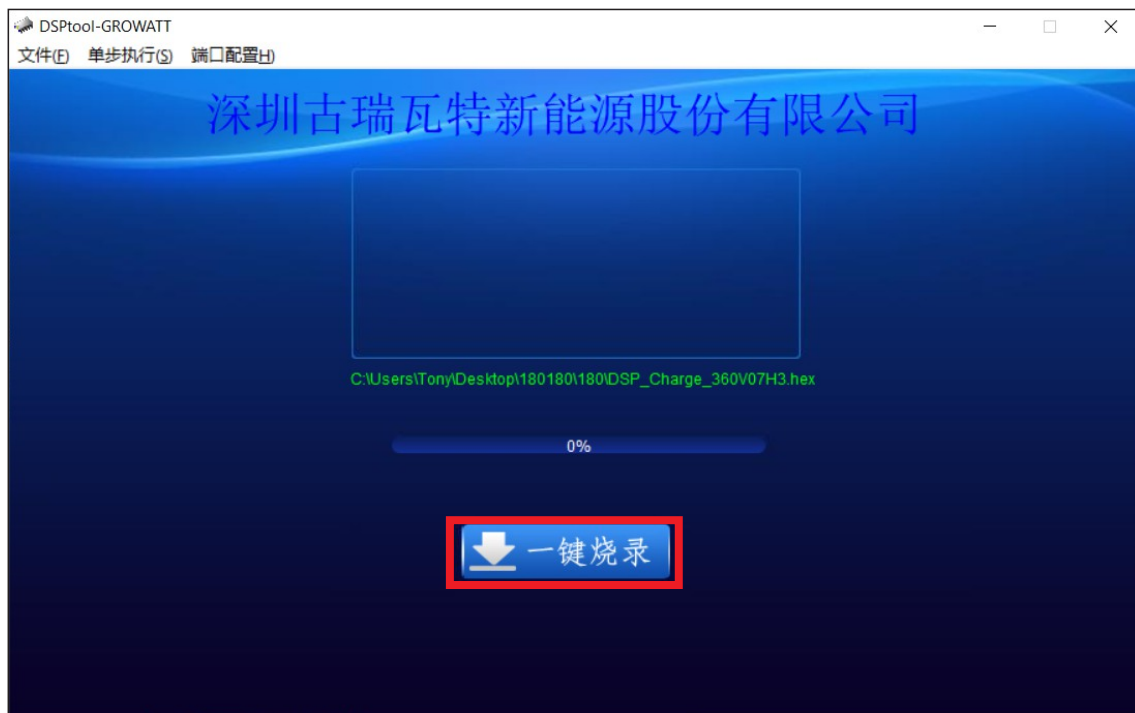 DSPtool-GROWATT
文件(F) 单步执行(S) 端口配置H)
深圳古瑞瓦特新能源股份有限公司
C:\Users\Tony\Desktop\180180\180\DSP_Charge_360V07H3.hex
0%
一键烧录